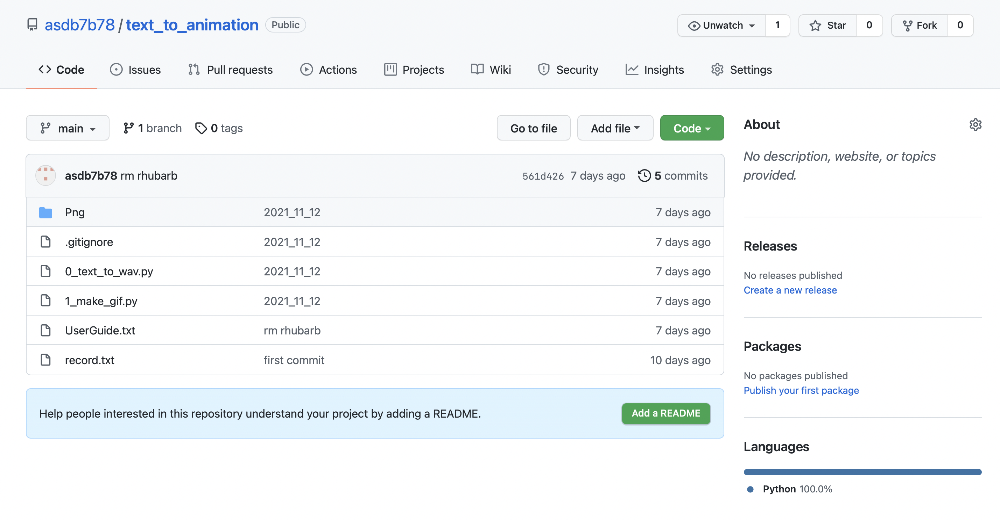 asdb7b78 / text_to_animation Public
Unwatch 1 Star 0 Fork 0
Code Issues Pull requests Actions Projects Wiki Security Insights Settings
main 1 branch 0 tags
Go to file Add file Code
asdb7b78 rm rhubarb 561d426 7 days ago 5 commits
Png 2021_11_12 7 days ago
.gitignore 2021_11_12 7 days ago
0_text_to_wav.py 2021_11_12 7 days ago
1_make_gif.py 2021_11_12 7 days ago
UserGuide.txt rm rhubarb 7 days ago
record.txt first commit 10 days ago
Help people interested in this repository understand your project by adding a README. Add a README
About
No description, website, or topics
provided.
Releases
No releases published
Create a new release
Packages
No packages published
Publish your first package
Languages
Python 100.0%